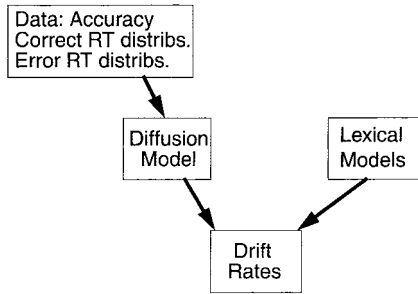 Data: Accuracy
Correct RT distribs.
Error RT distribs.
Diffusion
Model
Lexical
Models
Drift
Rates